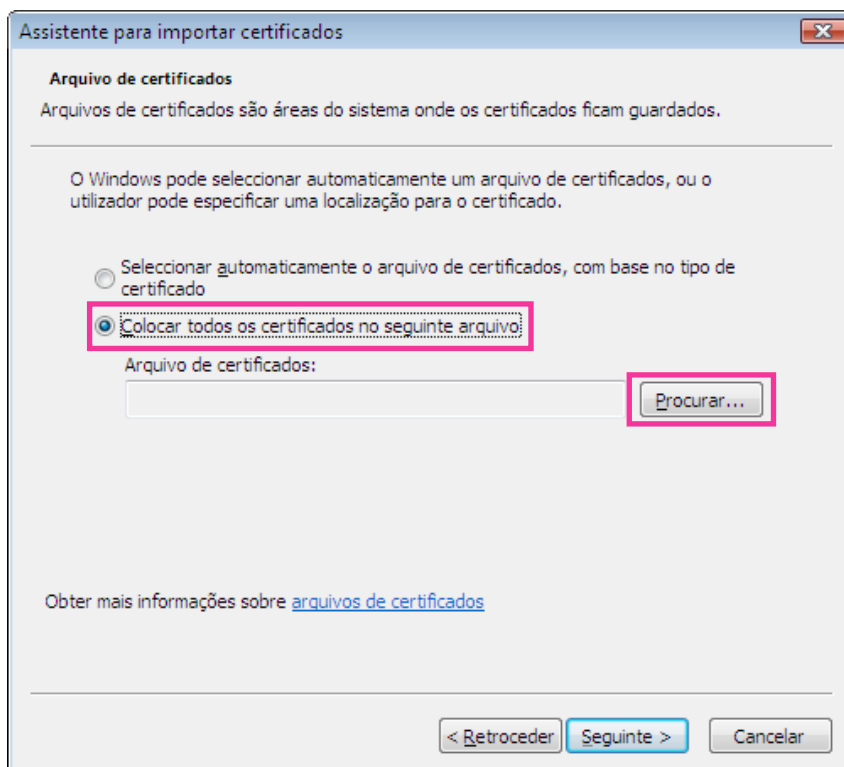 Assistente para importar certificados
Arquivo de certificados
Arquivos de certificados são áreas do sistema onde os certificados ficam guardados.
O Windows pode seleccionar automaticamente um arquivo de certificados, ou o
utilizador pode especificar uma localização para o certificado.
Seleccionar automaticamente o arquivo de certificados, com base no tipo de
certificado
Colocar todos os certificados no seguinte arquivo
Arquivo de certificados:
Procurar...
Obter mais informações sobre arquivos de certificados
< Retroceder Seguinte > Cancelar